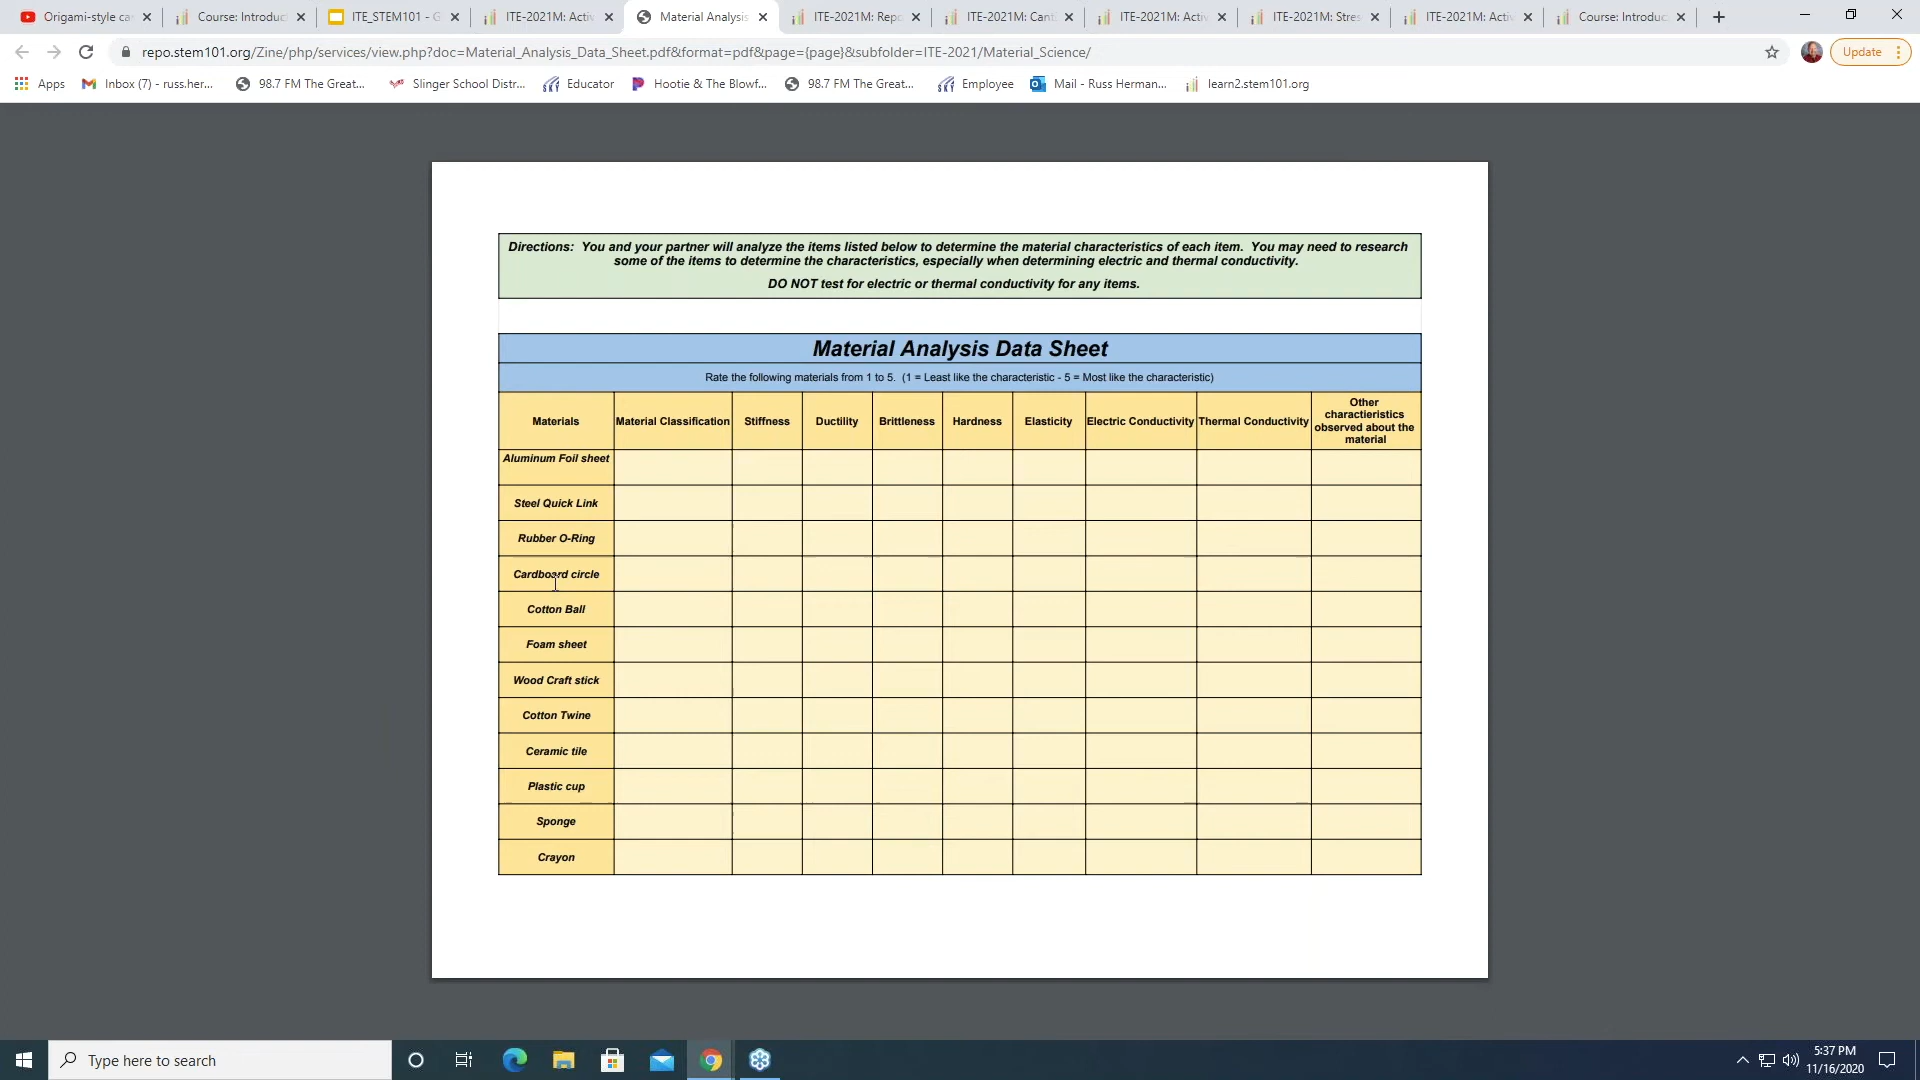 Origami-style ca
Course: Introduc
ITE_STEM101 - G
ITE-2021M: Activ
Material Analysis
ITE-2021M: Repo
ITE-2021M: Cant
ITE-2021M: Activ
ITE-2021M: Stres
ITE-2021M: Activ
Course: Introduc
repo.stem101.org/Zine/php/services/view.php?doc=Material_Analysis_Data_Sheet.pdf&format=pdf&page={page}&subfolder=ITE-2021/Material_Science/
Update
Apps
Inbox (7) - russ.her...
98.7 FM The Great...
Slinger School Distr...
Educator
Hootie & The Blowf...
98.7 FM The Great...
Employee
Mail - Russ Herman...
learn2.stem101.org
Directions: You and your partner will analyze the items listed below to determine the material characteristics of each item. You may need to research
some of the items to determine the characteristics, especially when determining electric and thermal conductivity.
DO NOT test for electric or thermal conductivity for any items.
Material Analysis Data Sheet
Rate the following materials from 1 to 5. (1 = Least like the characteristic - 5 = Most like the characteristic)
Materials
Material Classification
Stiffness
Ductility
Brittleness
Hardness
Elasticity
Electric Conductivity
Thermal Conductivity
Other
charactieristics
observed about the
material
Aluminum Foil sheet
Steel Quick Link
Rubber O-Ring
Cardboard circle
Cotton Ball
Foam sheet
Wood Craft stick
Cotton Twine
Ceramic tile
Plastic cup
Sponge
Crayon
Type here to search
5:37 PM
11/16/2020